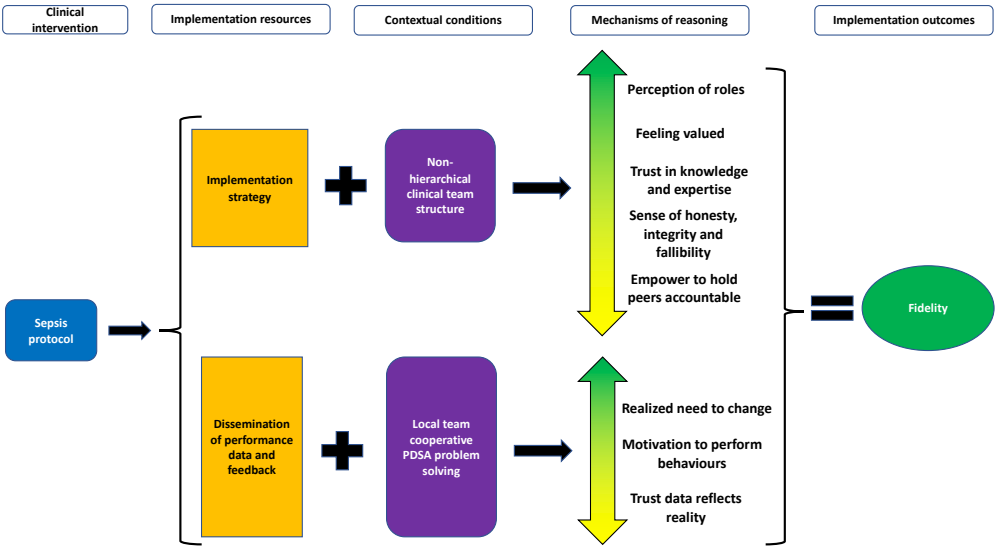 Clinical
intervention
Implementation resources
Contextual conditions
Mechanisms of reasoning
Implementation outcomes
Sepsis
protocol
Implementation
strategy
Non-
hierarchical
clinical team
structure
Perception of roles
Feeling valued
Trust in knowledge
and expertise
Sense of honesty,
integrity and
fallibility
Empower to hold
peers accountable
Dissemination
of performance
data and
feedback
Local team
cooperative
PDSA problem
solving
Realized need to change
Motivation to perform
behaviours
Trust data reflects
reality
Fidelity